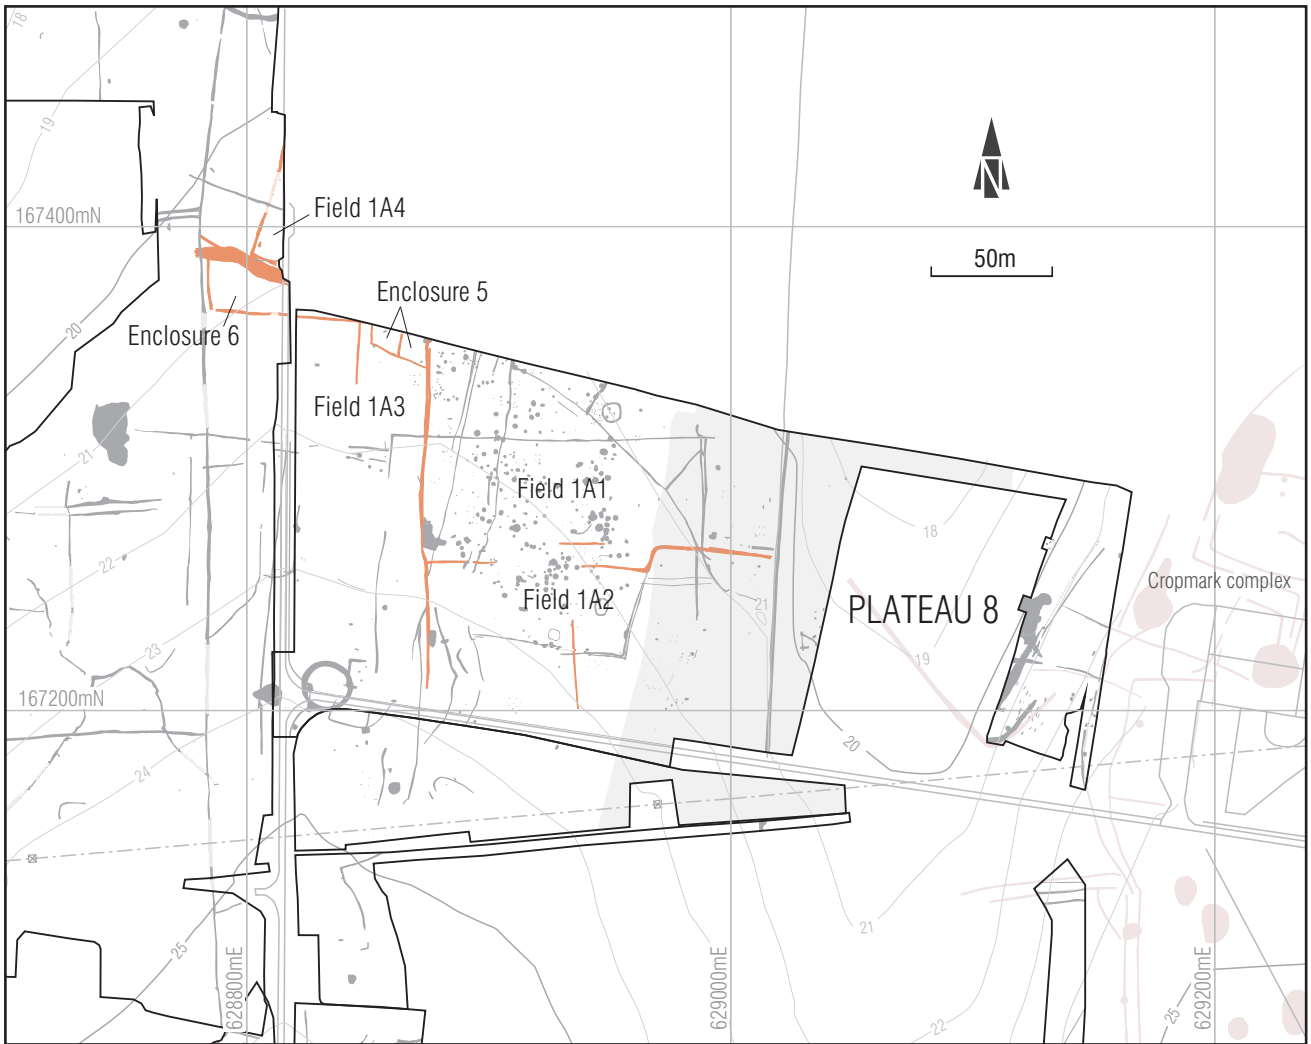 18
19
167400mN
Field 1A4
N
50m
Enclosure 5
Enclosure 6
20
Field 1A3
21
Field 1A1
18
22
Cropmark complex
Field 1A2
21
PLATEAU 8
23
19
167200mN
20
24
21
25
628800mE
629000mE
629200mE
22
25